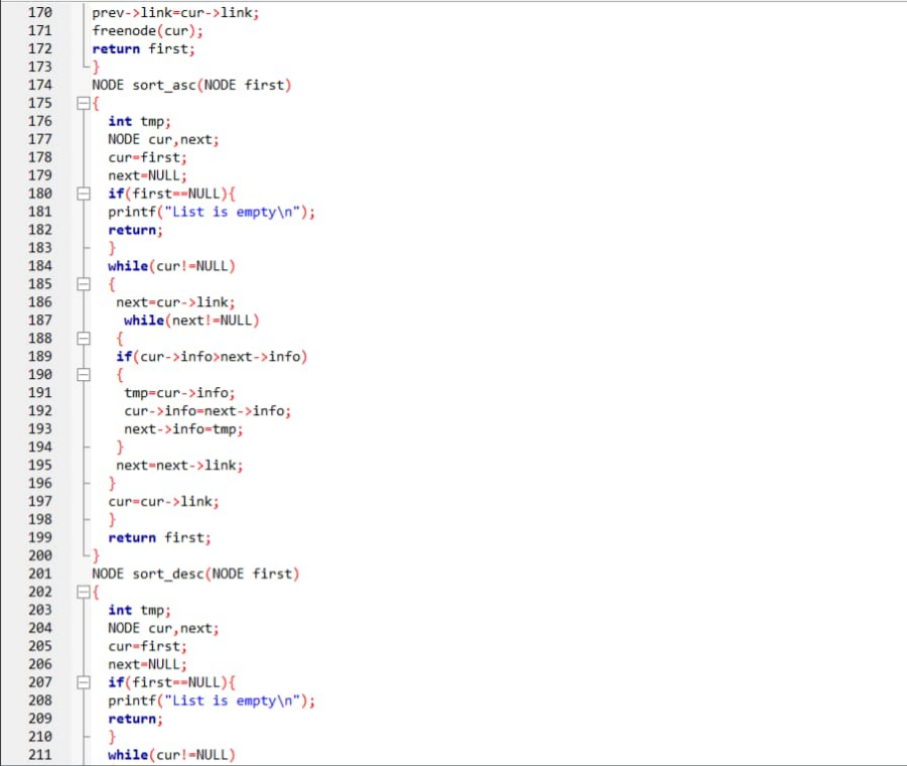 170 prev->link=cur->link;
171 freenode(cur);
172 return first;
173 }
174 NODE sort_asc(NODE first)
175 {
176 int tmp;
177 NODE cur,next;
178 cur=first;
179 next=NULL;
180 if(first==NULL){
181 printf("List is empty\n");
182 return;
183 }
184 while(cur!=NULL)
185 {
186 next=cur->link;
187 while(next!=NULL)
188 {
189 if(cur->info>next->info)
190 {
191 tmp=cur->info;
192 cur->info=next->info;
193 next->info=tmp;
194 }
195 next=next->link;
196 }
197 cur=cur->link;
198 }
199 return first;
200 }
201 NODE sort_desc(NODE first)
202 {
203 int tmp;
204 NODE cur,next;
205 cur=first;
206 next=NULL;
207 if(first==NULL){
208 printf("List is empty\n");
209 return;
210 }
211 while(cur!=NULL)